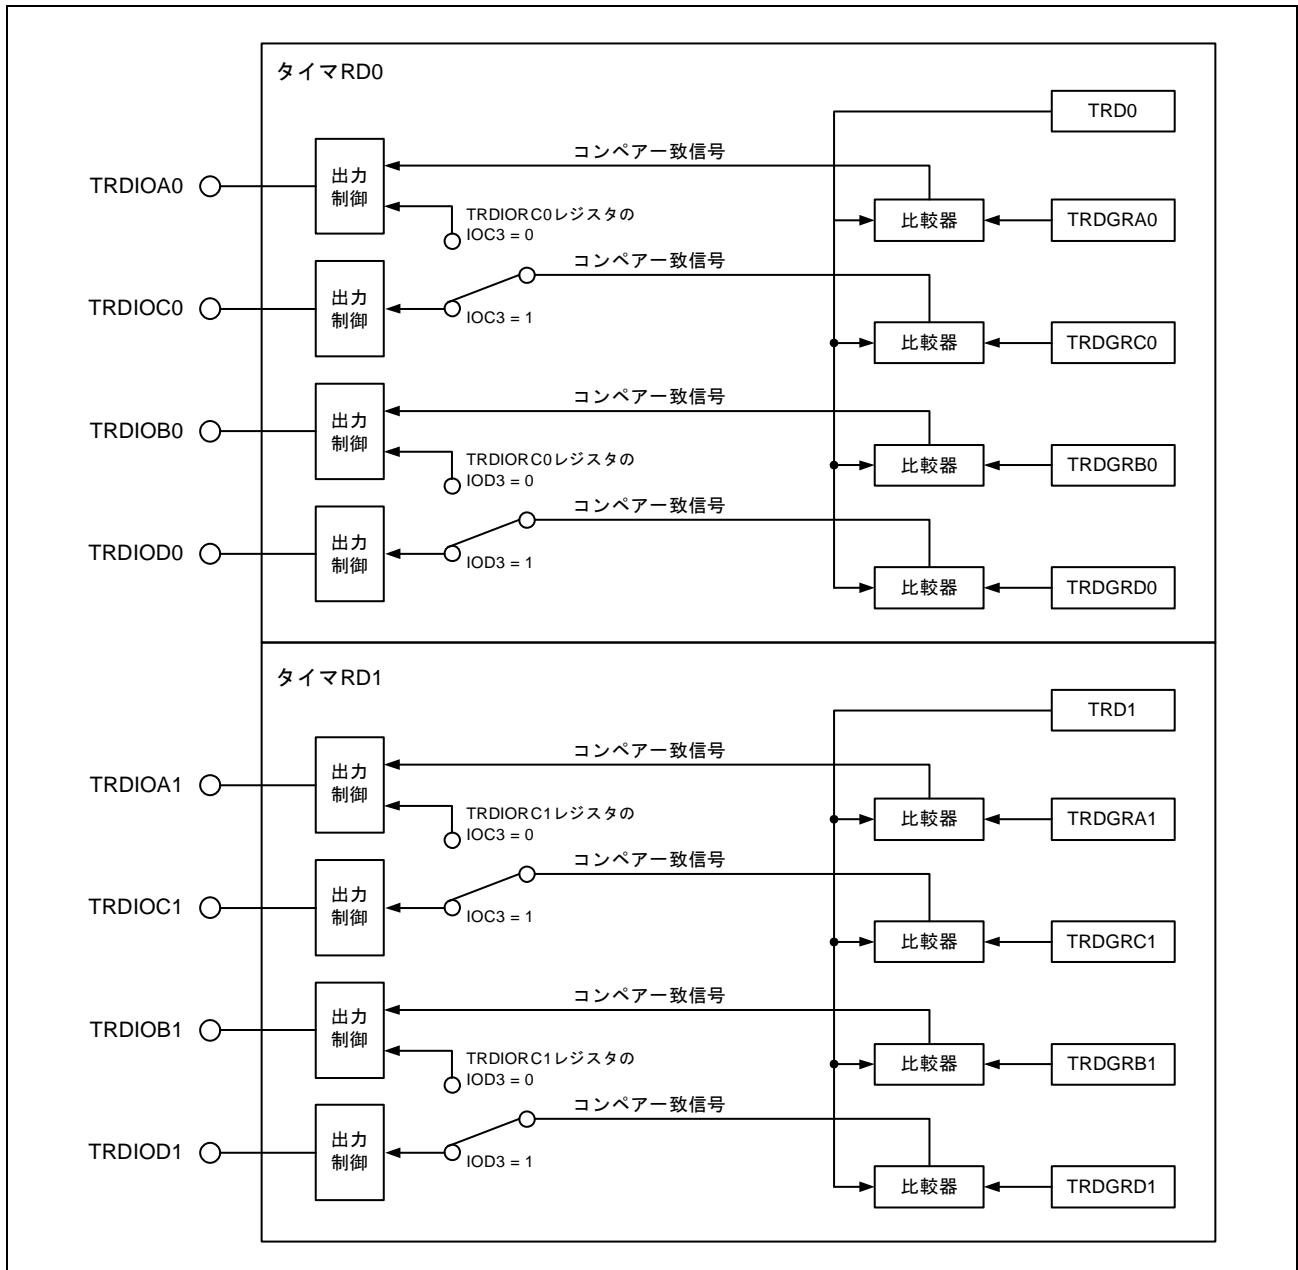 タイマRD0
TRD0
コンペア一致信号
TRDIOA0
出力
制御
TRDIORC0レジスタの
IOC3 = 0
比較器
TRDGRA0
コンペア一致信号
TRDIOC0
出力
制御
IOC3 = 1
比較器
TRDGRC0
コンペア一致信号
TRDIOB0
出力
制御
TRDIORC0レジスタの
IOD3 = 0
比較器
TRDGRB0
コンペア一致信号
TRDIOD0
出力
制御
IOD3 = 1
比較器
TRDGRD0
タイマRD1
TRD1
コンペア一致信号
TRDIOA1
出力
制御
TRDIORC1レジスタの
IOC3 = 0
比較器
TRDGRA1
コンペア一致信号
TRDIOC1
出力
制御
IOC3 = 1
比較器
TRDGRC1
コンペア一致信号
TRDIOB1
出力
制御
TRDIORC1レジスタの
IOD3 = 0
比較器
TRDGRB1
コンペア一致信号
TRDIOD1
出力
制御
IOD3 = 1
比較器
TRDGRD1